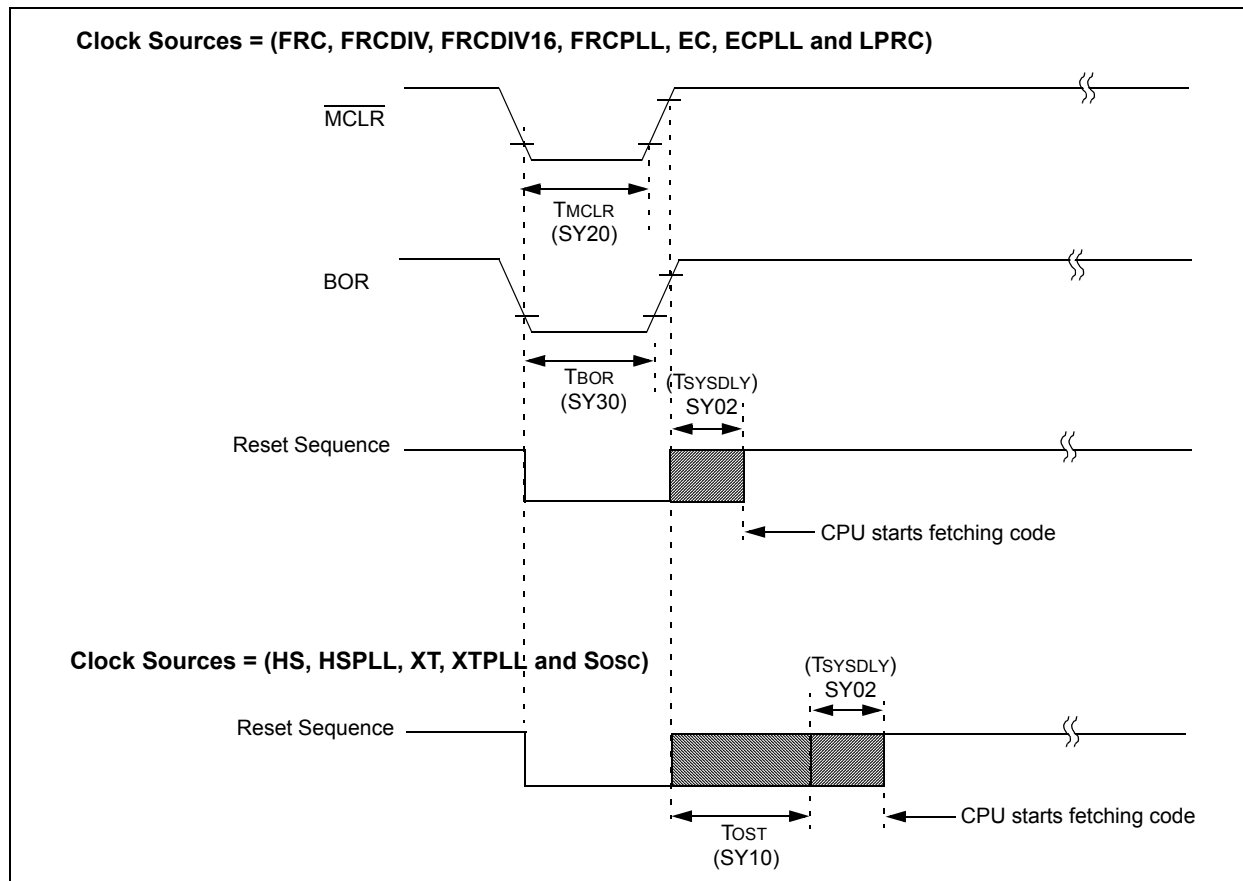 Clock Sources = (FRC, FRCDIV, FRCDIV16, FRCPLL, EC, ECPLL and LPRC)
MCLR
TMCLR
(SY20)
BOR
TBOR
(SY30)
(TSYSDLY)
SY02
Reset Sequence
CPU starts fetching code
Clock Sources = (HS, HSPLL, XT, XTPLL and SOSC)
(TSYSDLY)
SY02
Reset Sequence
CPU starts fetching code
TOST
(SY10)